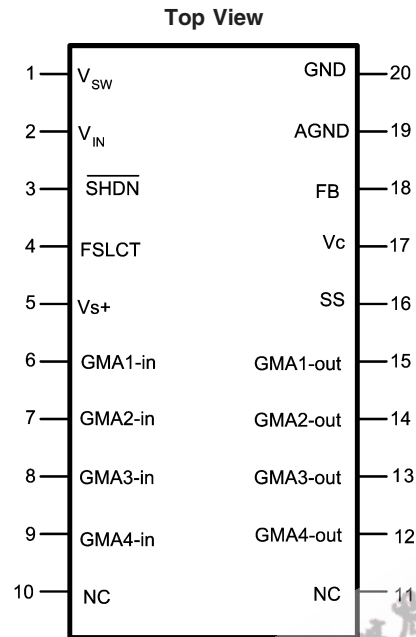 Top View
1 V_SW GND 20
2 V_IN AGND 19
3 SHDN FB 18
4 FSLCT Vc 17
5 Vs+ SS 16
6 GMA1-in GMA1-out 15
7 GMA2-in GMA2-out 14
8 GMA3-in GMA3-out 13
9 GMA4-in GMA4-out 12
10 NC NC 11